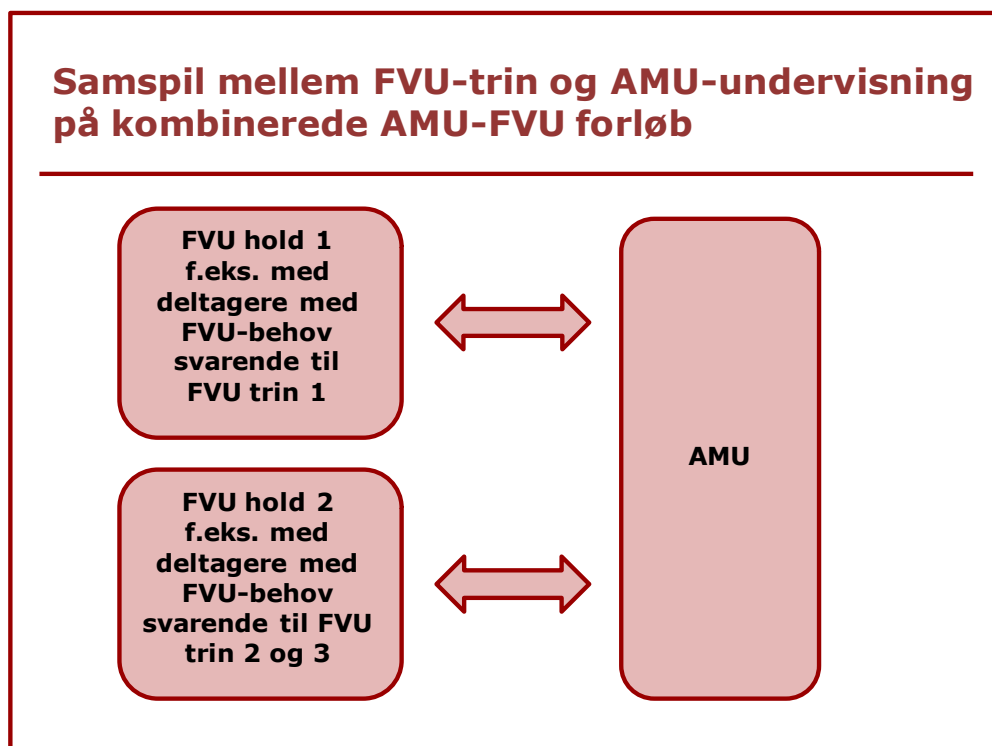 Samspil mellem FVU-trin og AMU-undervisning
på kombinerede AMU-FVU forløb
FVU hold 1
f.eks. med
deltagere med
FVU-behov
svarende til
FVU trin 1
FVU hold 2
f.eks. med
deltagere med
FVU-behov
svarende til FVU
trin 2 og 3
AMU